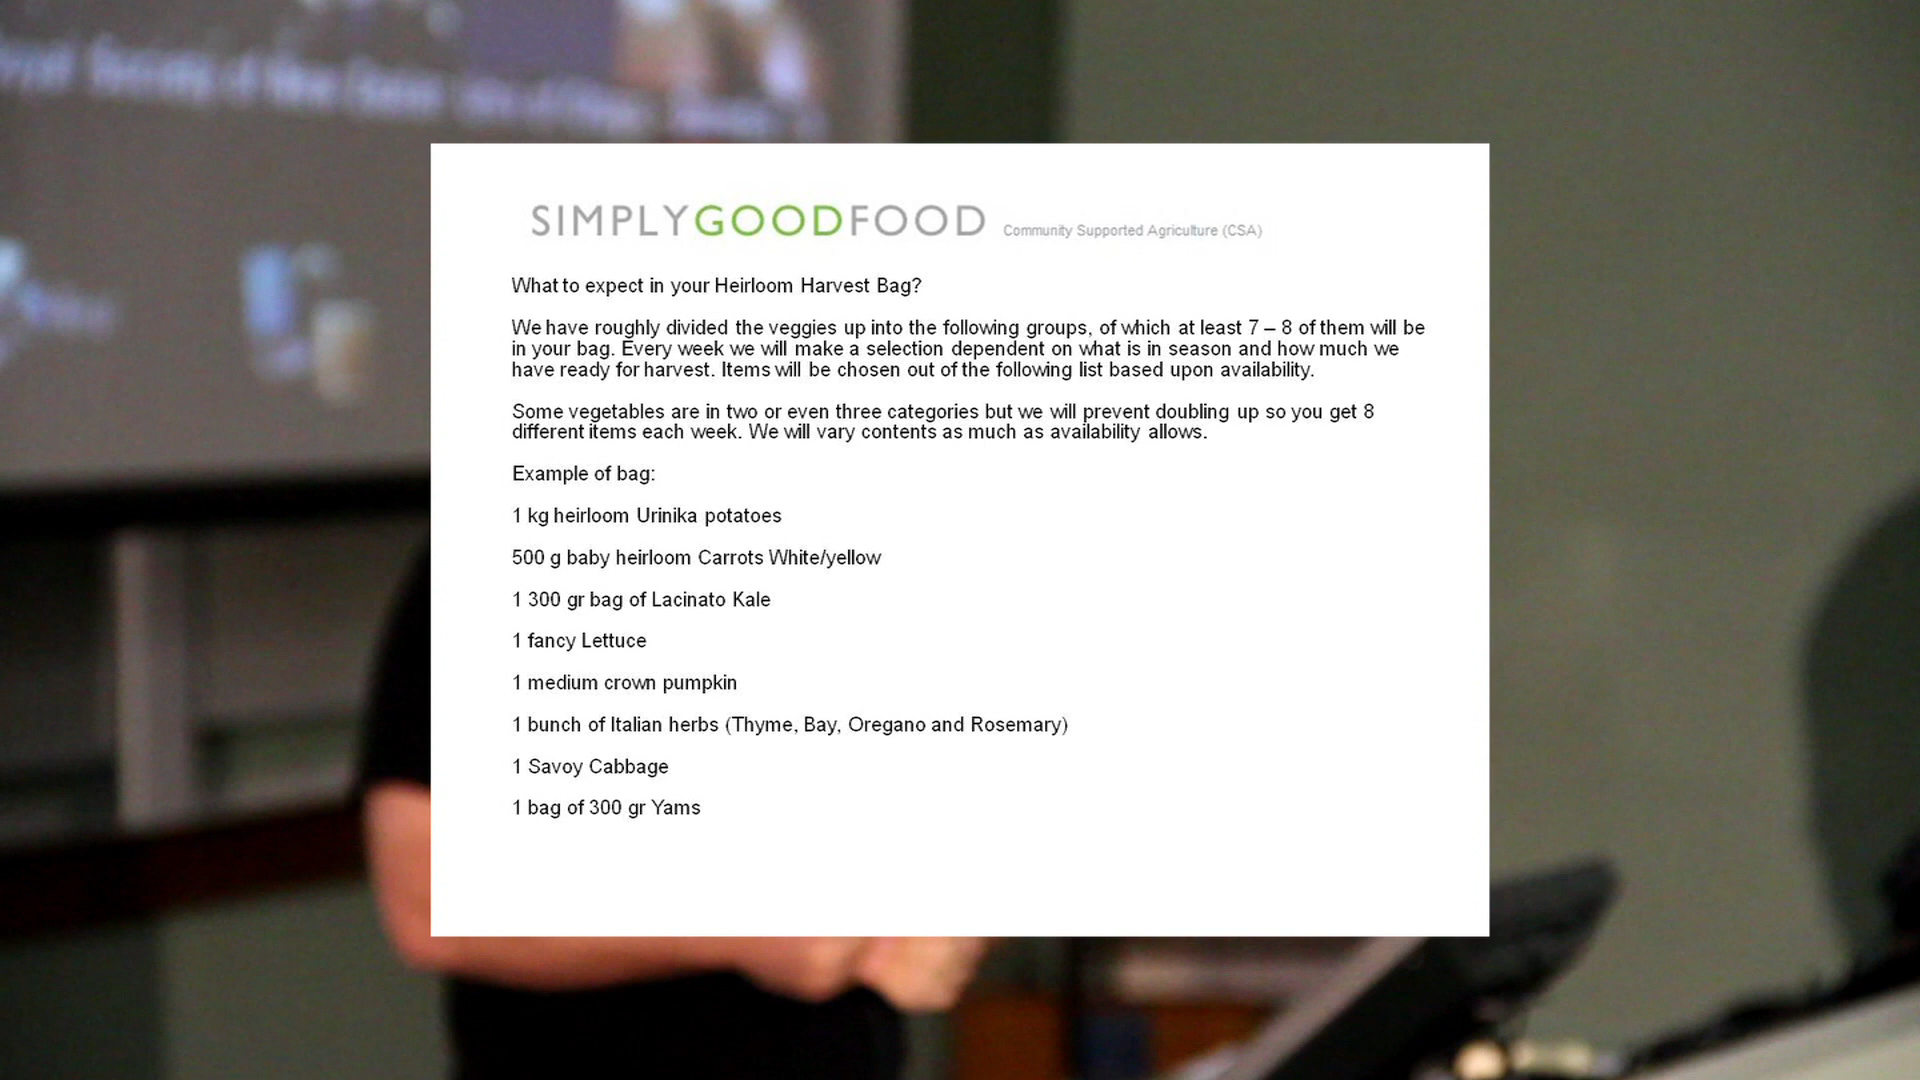 SIMPLYGOODFOOD Community Supported Agriculture (CSA)
What to expect in your Heirloom Harvest Bag?
We have roughly divided the veggies up into the following groups, of which at least 7 – 8 of them will be
in your bag. Every week we will make a selection dependent on what is in season and how much we
have ready for harvest. Items will be chosen out of the following list based upon availability.
Some vegetables are in two or even three categories but we will prevent doubling up so you get 8
different items each week. We will vary contents as much as availability allows.
Example of bag:
1 kg heirloom Urinika potatoes
500 g baby heirloom Carrots White/yellow
1 300 gr bag of Lacinato Kale
1 fancy Lettuce
1 medium crown pumpkin
1 bunch of Italian herbs (Thyme, Bay, Oregano and Rosemary)
1 Savoy Cabbage
1 bag of 300 gr Yams